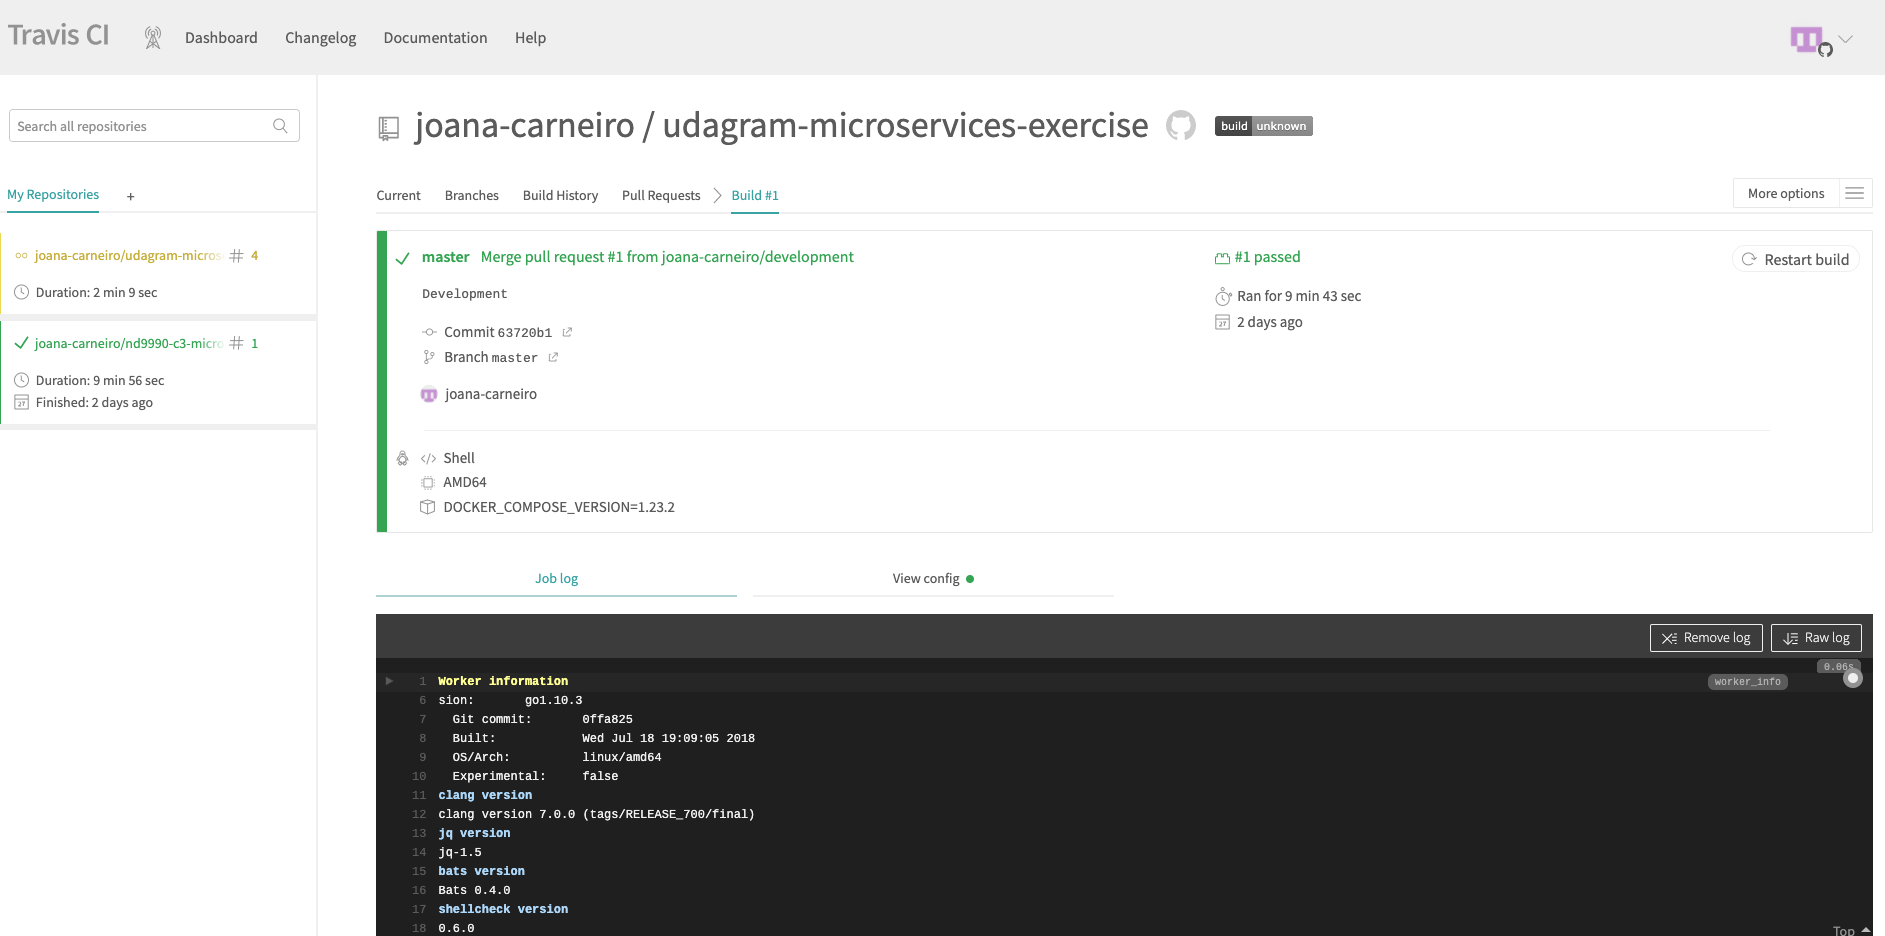 Travis CI
Dashboard
Changelog
Documentation
Help
Search all repositories
My Repositories
+
joana-carneiro/udagram-micros
# 4
Duration: 2 min 9 sec
joana-carneiro/nd9990-c3-micro
# 1
Duration: 9 min 56 sec
27 Finished: 2 days ago
joana-carneiro / udagram-microservices-exercise
build unknown
Current
Branches
Build History
Pull Requests
Build #1
More options
master Merge pull request #1 from joana-carneiro/development
Development
Commit 63720b1
Branch master
joana-carneiro
#1 passed
Ran for 9 min 43 sec
27 2 days ago
Restart build
</> Shell
AMD64
DOCKER_COMPOSE_VERSION=1.23.2
Job log
View config
Remove log
Raw log
0.06s
1 Worker information
worker_info
6 sion: go1.10.3
7 Git commit: 0ffa825
8 Built: Wed Jul 18 19:09:05 2018
9 OS/Arch: linux/amd64
10 Experimental: false
11 clang version
12 clang version 7.0.0 (tags/RELEASE_700/final)
13 jq version
14 jq-1.5
15 bats version
16 Bats 0.4.0
17 shellcheck version
18 0.6.0
Top